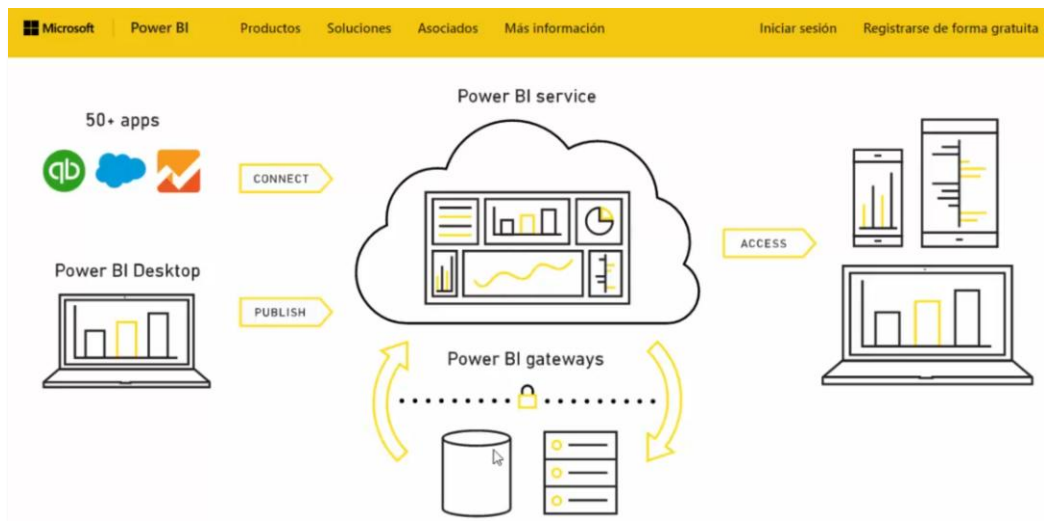 Microsoft Power BI Productos Soluciones Asociados Más información Iniciar sesión Registrarse de forma gratuita
Power BI service
50+ apps
qb
CONNECT
ACCESS
Power BI Desktop
PUBLISH
Power BI gateways